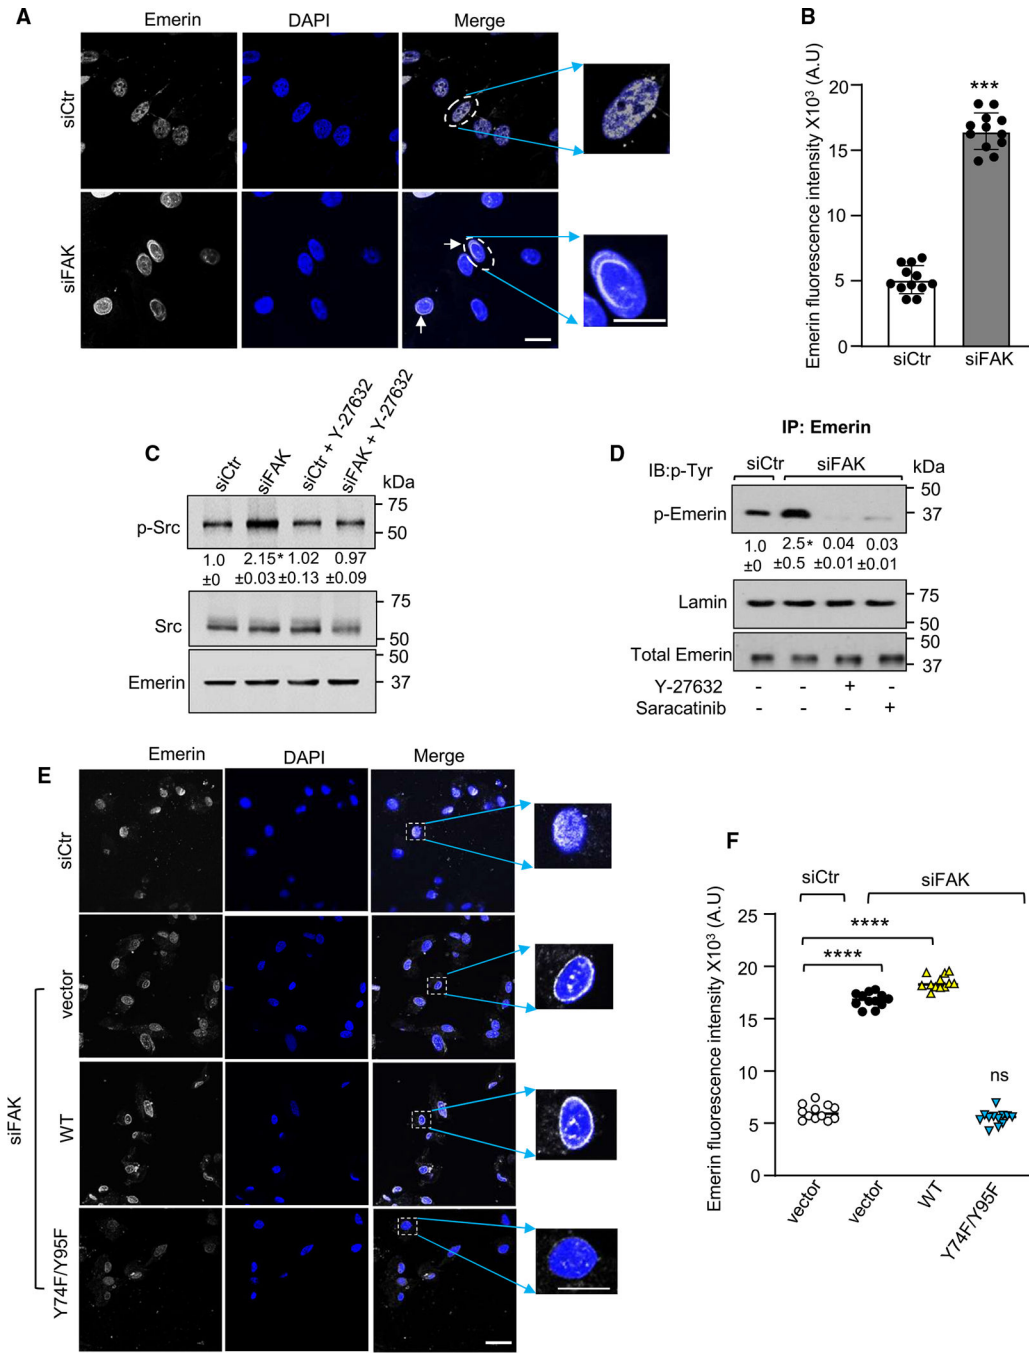 A
Emerin
DAPI
Merge
siCtr
siFAK
B
Emerin fluorescence intensity X10³ (A.U)
20
15
10
5
0
***
siCtr
siFAK
C
siCtr
siFAK
siCtr + Y-27632
siFAK + Y-27632
kDa
p-Src
75
50
1.0 2.15* 1.02 0.97
±0 ±0.03 ±0.13 ±0.09
Src
75
50
Emerin
50
37
D
IP: Emerin
IB:p-Tyr
siCtr
siFAK
kDa
p-Emerin
50
37
1.0 2.5* 0.04 0.03
±0 ±0.5 ±0.01 ±0.01
Lamin
75
50
Total Emerin
50
37
Y-27632 - - + -
Saracatinib - - - +
E
Emerin
DAPI
Merge
siCtr
siFAK
vector
WT
Y74F/Y95F
F
siCtr
siFAK
Emerin fluorescence intensity X10³ (A.U)
25
20
15
10
5
0
****
****
ns
vector
vector
WT
Y74F/Y95F